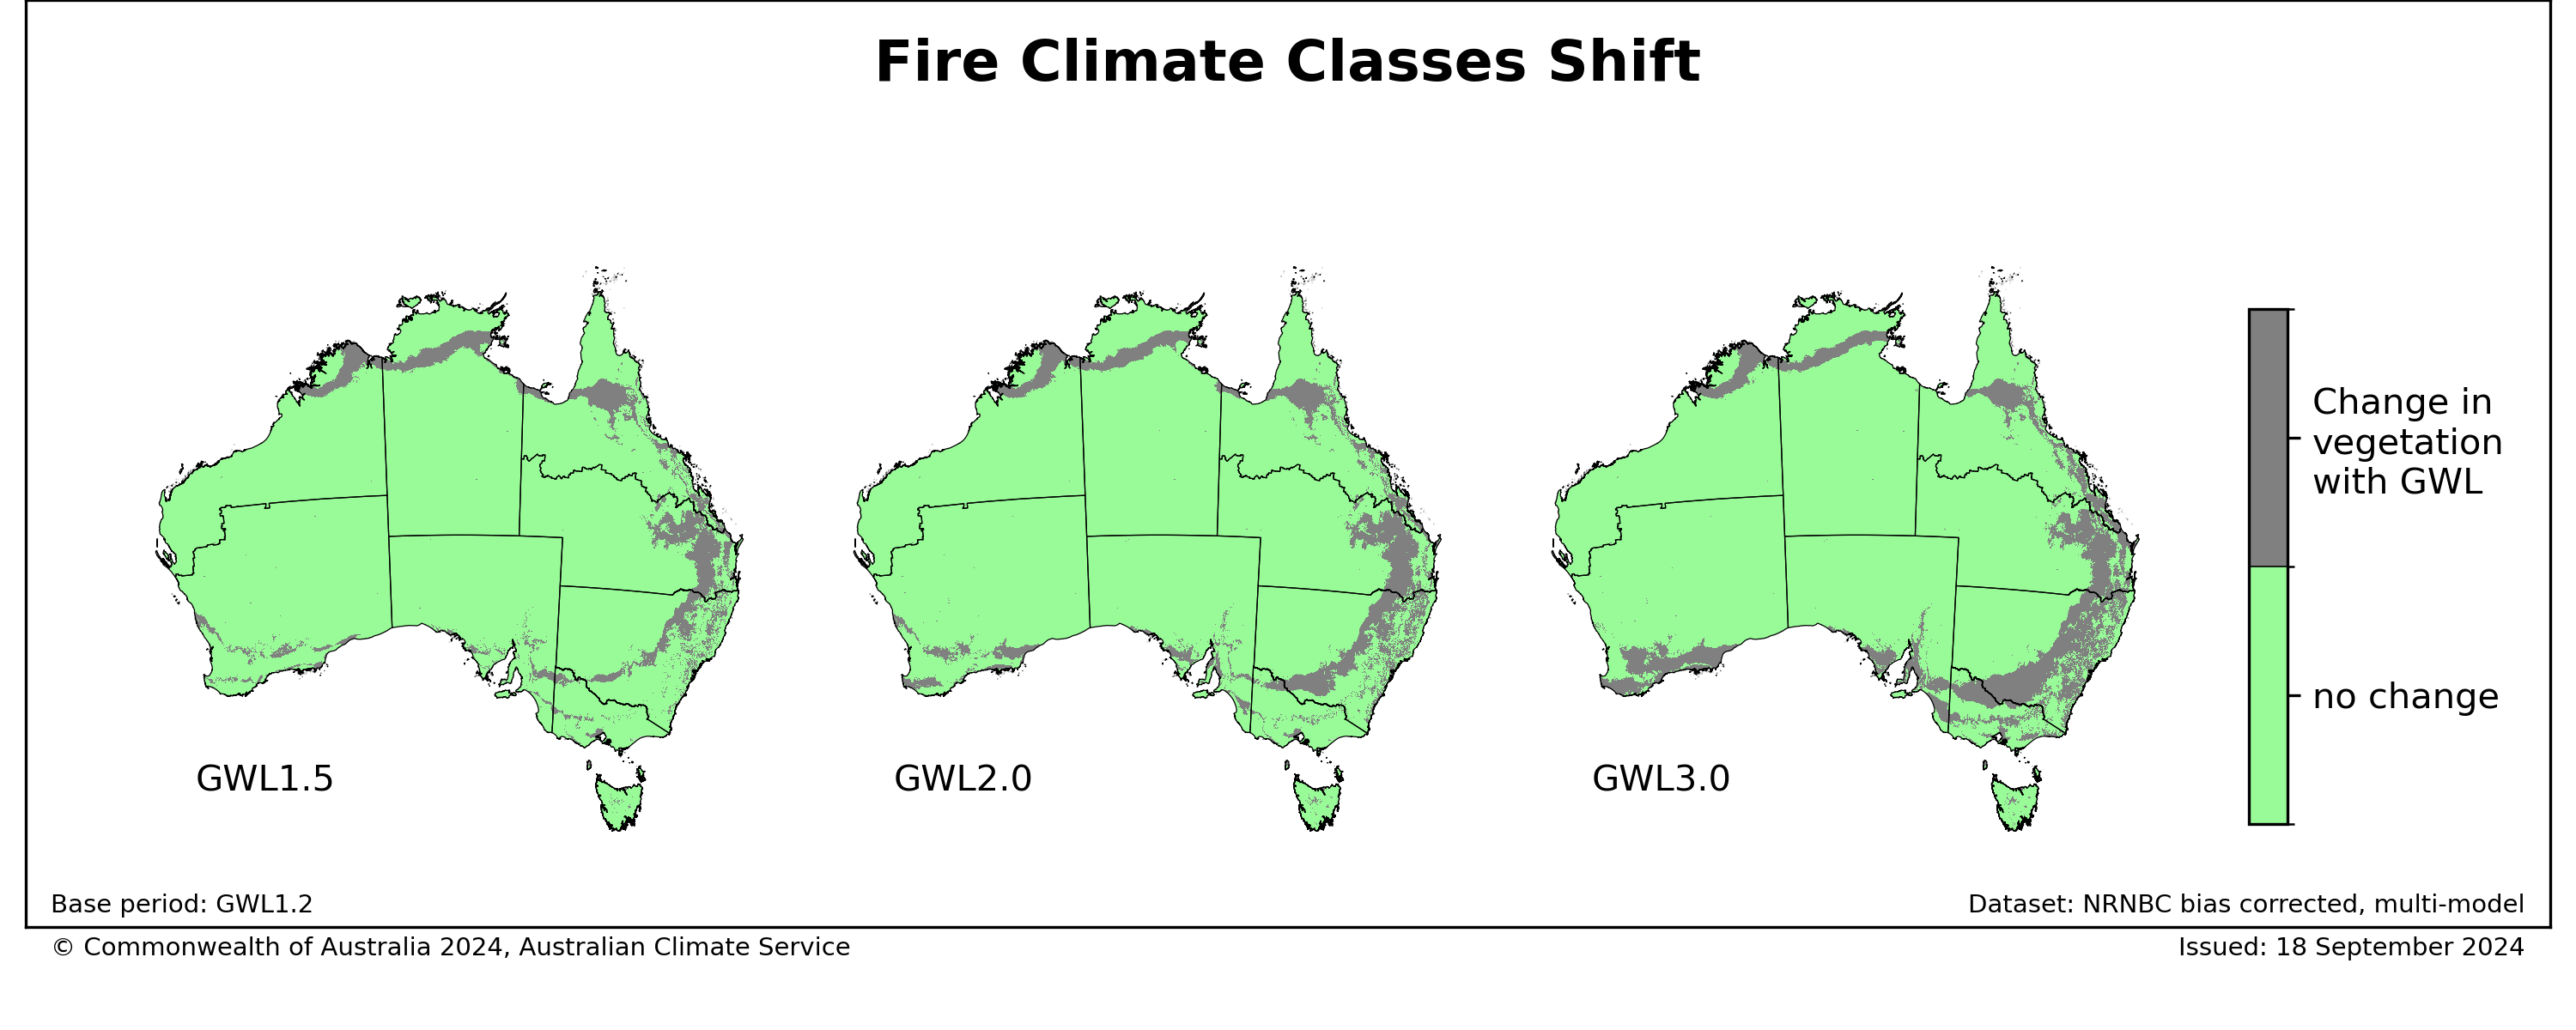 Fire Climate Classes Shift
GWL1.5
GWL2.0
GWL3.0
Change in
vegetation
with GWL
no change
Base period: GWL1.2
Dataset: NRNBC bias corrected, multi-model
© Commonwealth of Australia 2024, Australian Climate Service
Issued: 18 September 2024